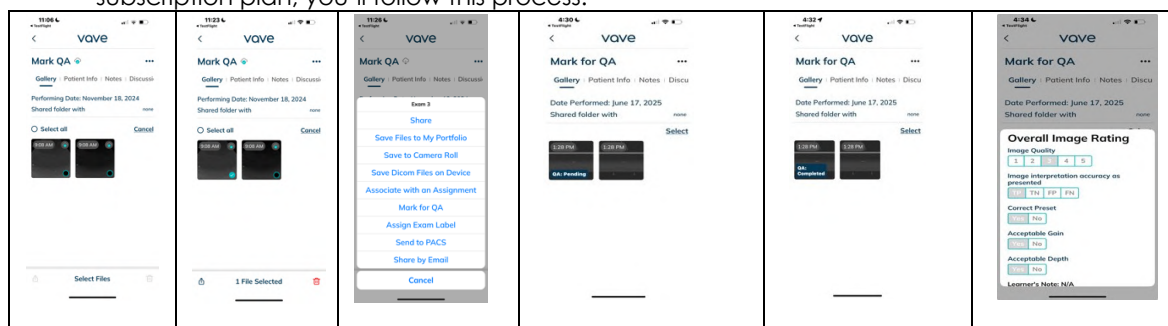 subscription plan, you'll follow this process:
11:06
TestFlight
vave
Mark QA
Gallery Patient Info Notes Discussi
Performing Date: November 18, 2024
Shared folder with none
Select all Cancel
9:08 AM 9:08 AM
Select Files
11:23
TestFlight
vave
Mark QA
Gallery Patient Info Notes Discussi
Performing Date: November 18, 2024
Shared folder with none
Select all Cancel
9:08 AM 9:08 AM
1 File Selected
11:26
TestFlight
vave
Mark QA
Gallery Patient Info Notes Discussi
Exam 3
Share
Save Files to My Portfolio
Save to Camera Roll
Save Dicom Files on Device
Associate with an Assignment
Mark for QA
Assign Exam Label
Send to PACS
Share by Email
Cancel
4:30
TestFlight
vave
Mark for QA
Gallery Patient Info Notes Discu
Date Performed: June 17, 2025
Shared folder with none
Select
1:28 PM 1:28 PM
QA: Pending
4:32
TestFlight
vave
Mark for QA
Gallery Patient Info Notes Discu
Date Performed: June 17, 2025
Shared folder with none
Select
1:28 PM 1:28 PM
QA:
Completed
4:34
TestFlight
vave
Mark for QA
Gallery Patient Info Notes Discu
Date Performed: June 17, 2025
Shared folder with none
Overall Image Rating
Image Quality
1 2 3 4 5
Image interpretation accuracy as
presented
TP TN FP FN
Correct Preset
Yes No
Acceptable Gain
Yes No
Acceptable Depth
Yes No
Learner's Note: N/A